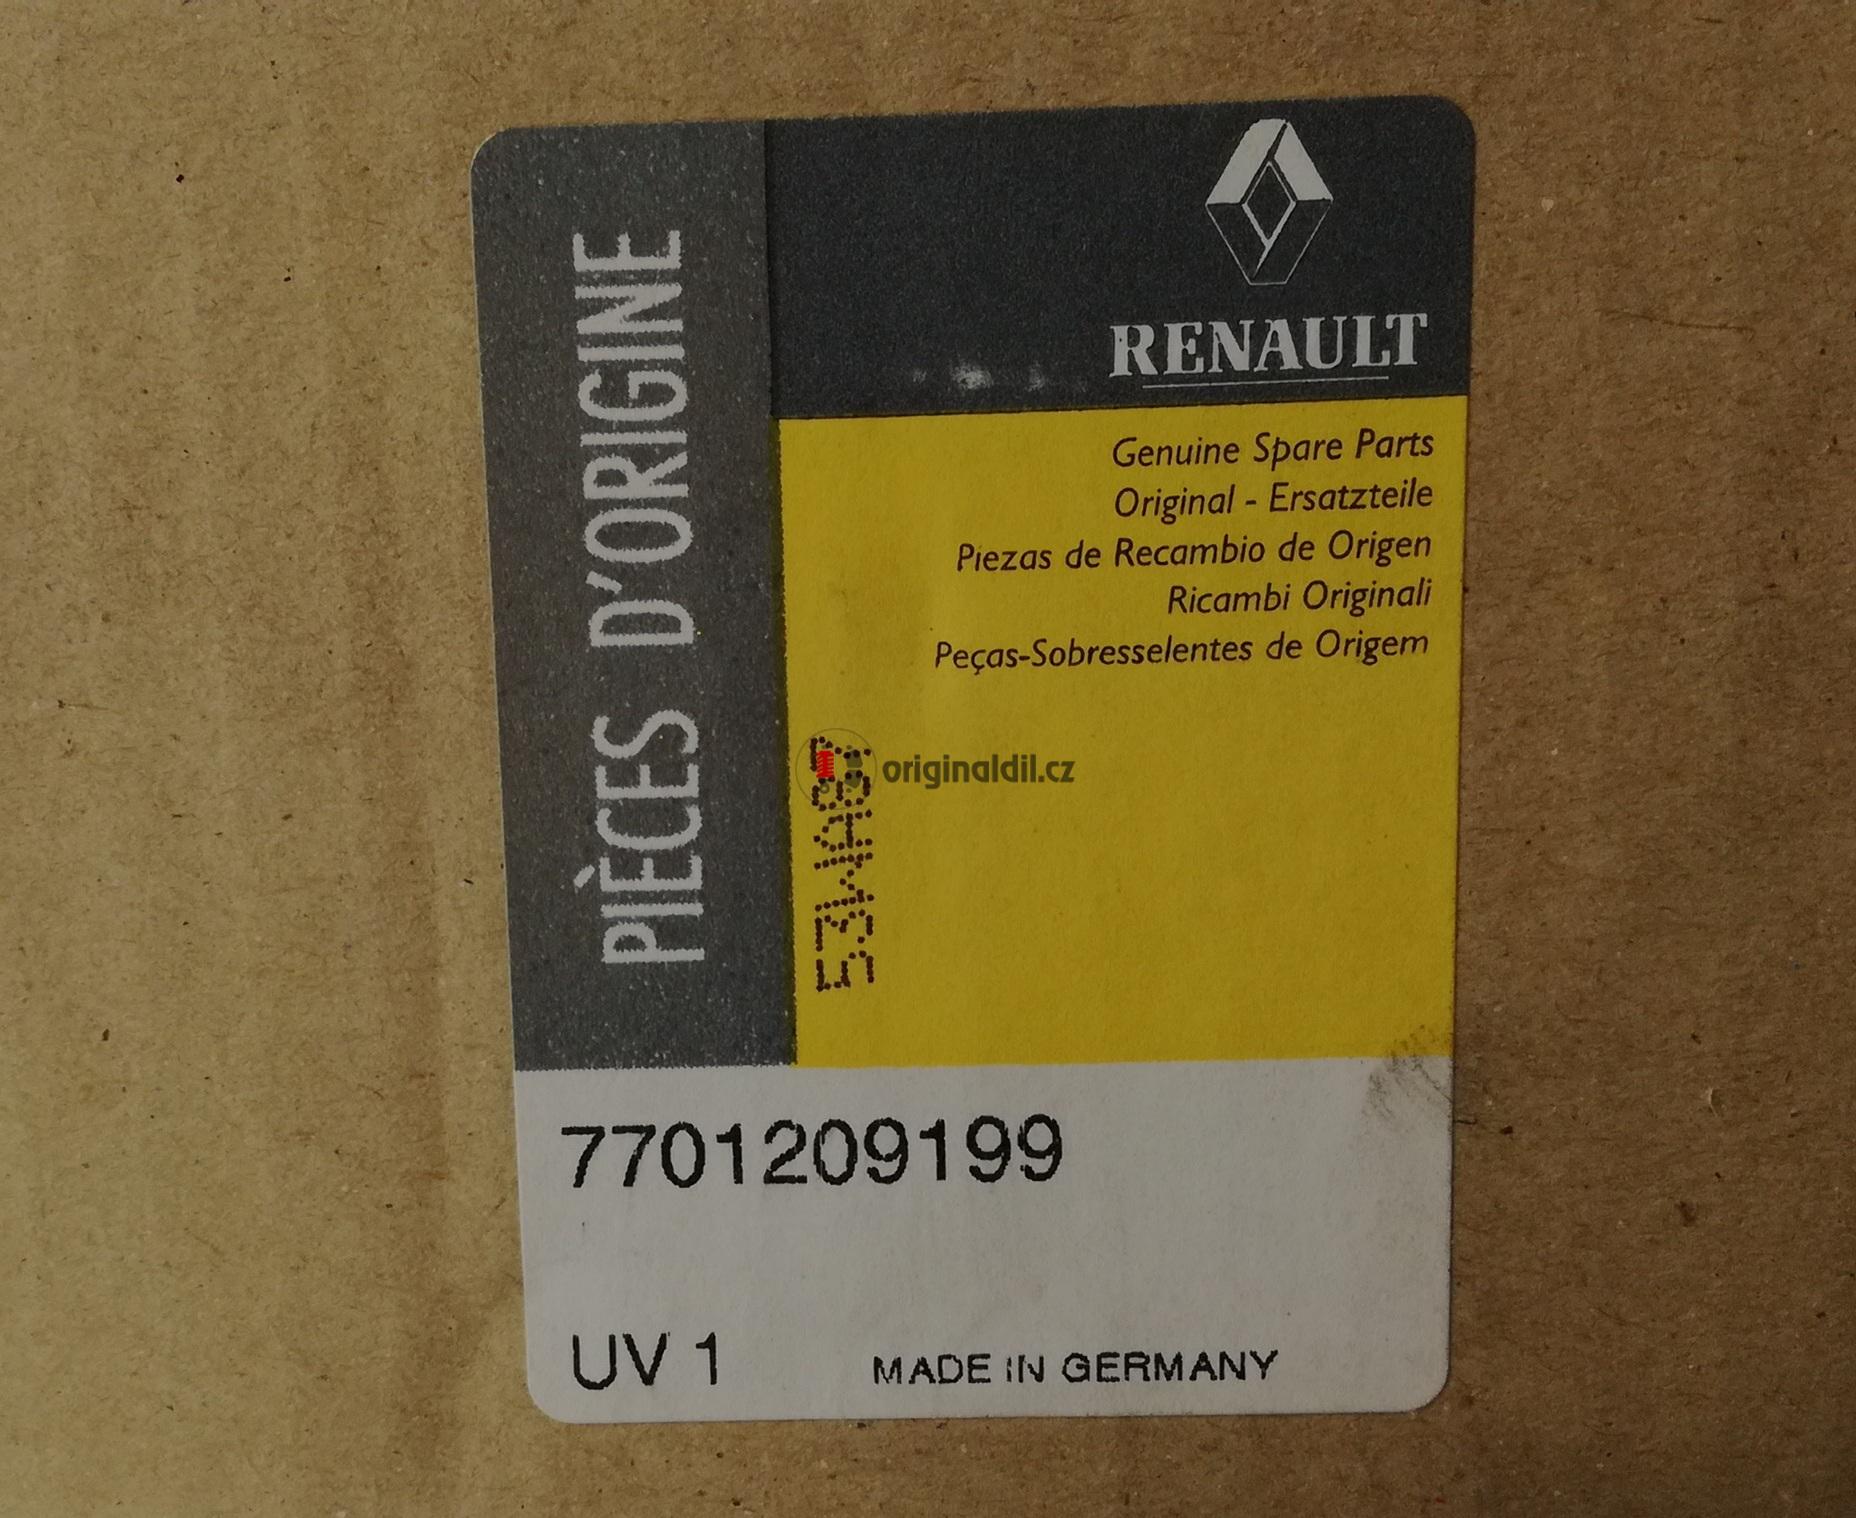 PIÈCES D'ORIGINE
RENAULT
Genuine Spare Parts
Original - Ersatzteile
Piezas de Recambio de Origen
Ricambi Originali
Peças-Sobresselentes de Origem
originaldil.cz
7701209199
UV 1
MADE IN GERMANY